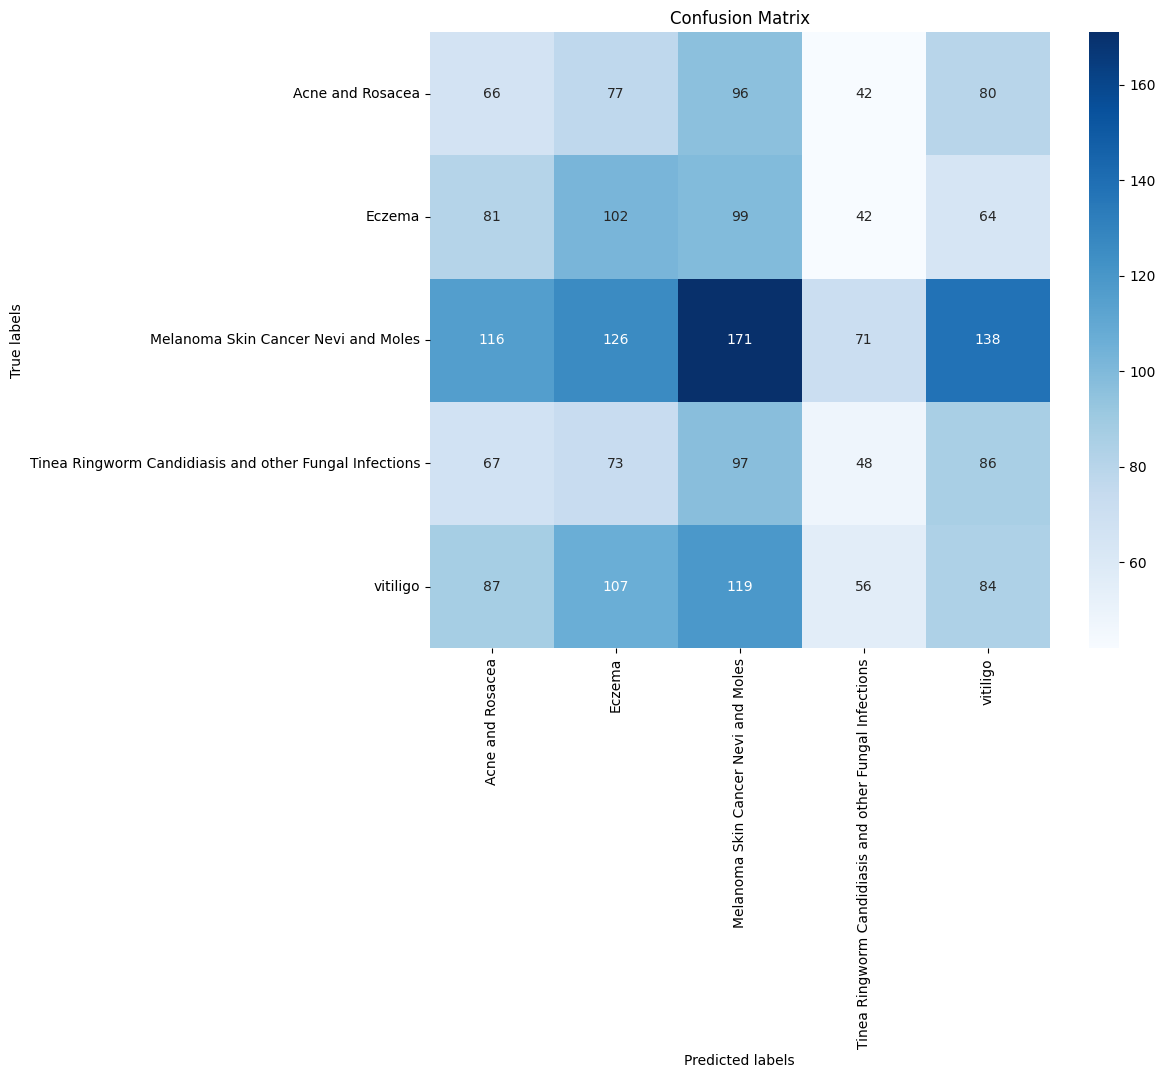 Confusion Matrix
Acne and Rosacea
66 77 96 42 80
Eczema
81 102 99 42 64
Melanoma Skin Cancer Nevi and Moles
116 126 171 71 138
Tinea Ringworm Candidiasis and other Fungal Infections
67 73 97 48 86
vitiligo
87 107 119 56 84
True labels
Acne and Rosacea
Eczema
Melanoma Skin Cancer Nevi and Moles
Tinea Ringworm Candidiasis and other Fungal Infections
vitiligo
Predicted labels
160
140
120
100
80
60